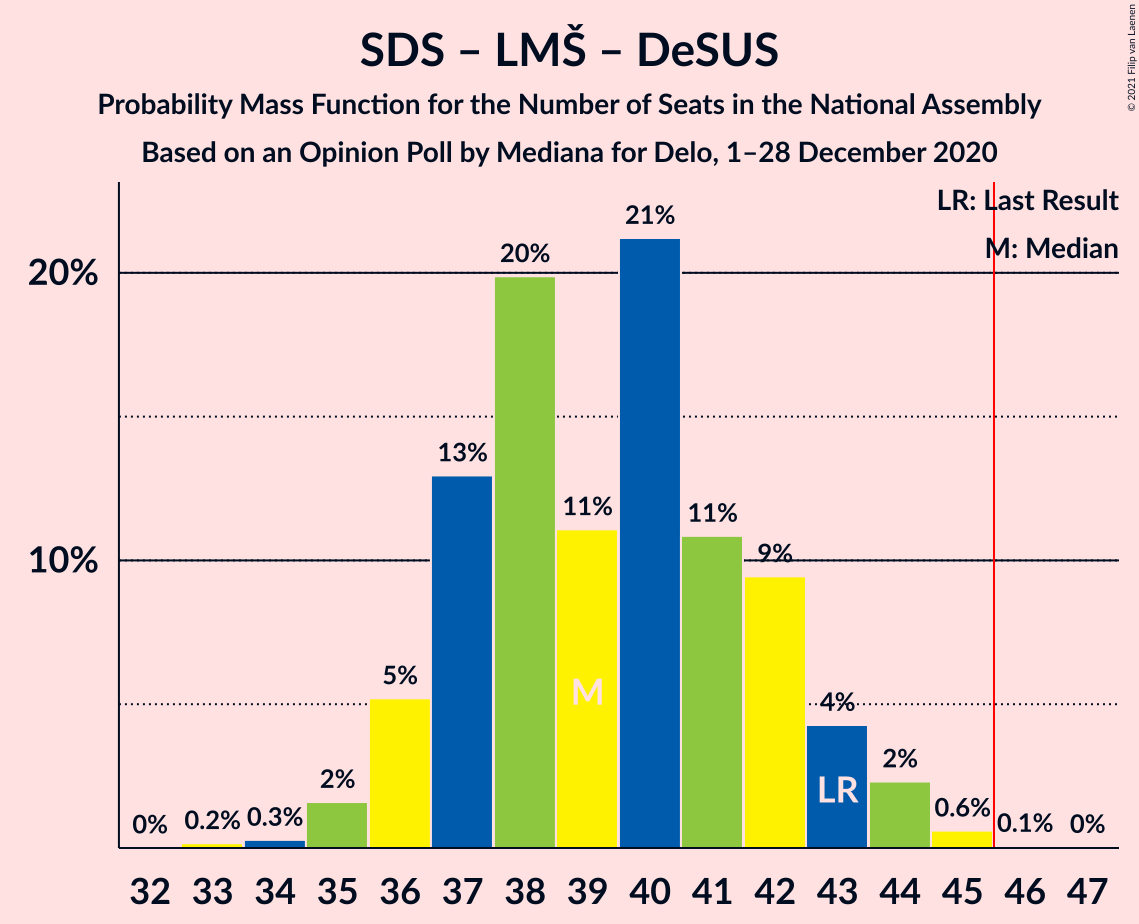 SDS – LMŠ – DeSUS
Probability Mass Function for the Number of Seats in the National Assembly
Based on an Opinion Poll by Mediana for Delo, 1–28 December 2020
© 2021 Filip van Laenen
LR: Last Result
M: Median
20%
10%
0% 0.2% 0.3% 2% 5% 13% 20% 11% 21% 11% 9% 4% 2% 0.6% 0.1% 0%
M
LR
32 33 34 35 36 37 38 39 40 41 42 43 44 45 46 47